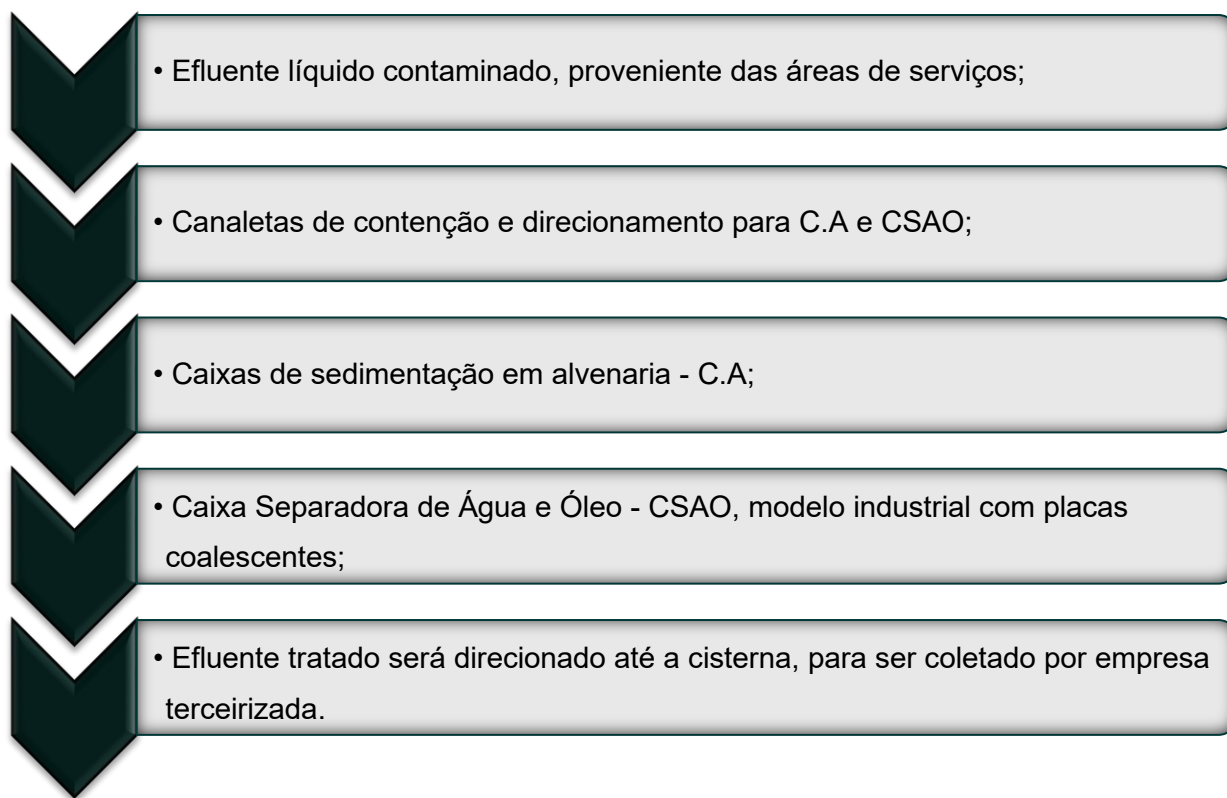 • Efluente líquido contaminado, proveniente das áreas de serviços;
• Canaletas de contenção e direcionamento para C.A e CSAO;
• Caixas de sedimentação em alvenaria - C.A;
• Caixa Separadora de Água e Óleo - CSAO, modelo industrial com placas
coalescentes;
• Efluente tratado será direcionado até a cisterna, para ser coletado por empresa
terceirizada.